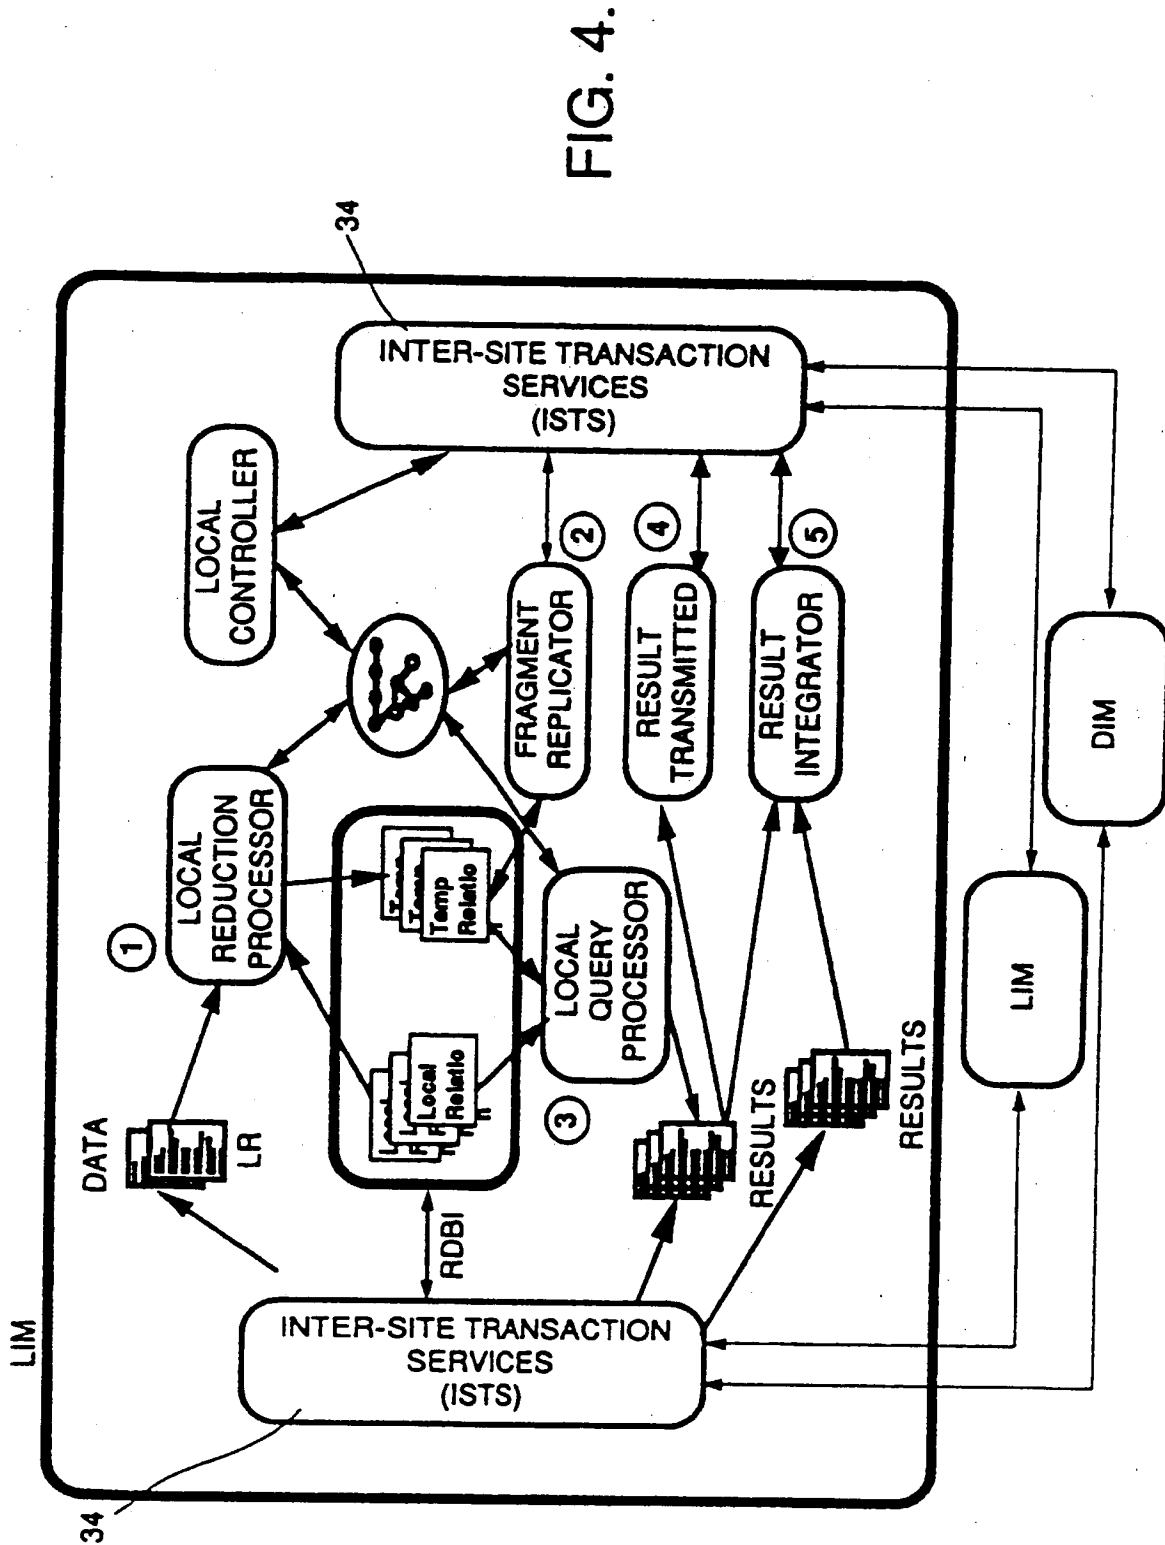 LIM
34
INTER-SITE TRANSACTION
SERVICES
(ISTS)
DATA
LR
RDBI
1
LOCAL
REDUCTION
PROCESSOR
Local
Relatio
n
Temp
Relatio
n
3
LOCAL
QUERY
PROCESSOR
RESULTS
RESULTS
LOCAL
CONTROLLER
FRAGMENT
REPLICATOR
2
RESULT
TRANSMITTED
4
RESULT
INTEGRATOR
5
INTER-SITE TRANSACTION
SERVICES
(ISTS)
34
LIM
DIM
FIG. 4.